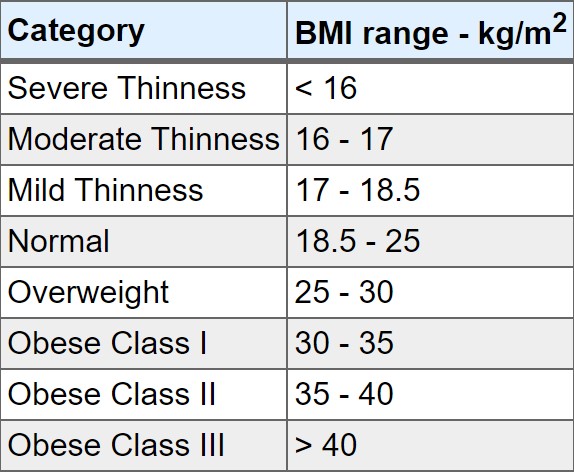 Category BMI range - kg/m²
Severe Thinness < 16
Moderate Thinness 16 - 17
Mild Thinness 17 - 18.5
Normal 18.5 - 25
Overweight 25 - 30
Obese Class I 30 - 35
Obese Class II 35 - 40
Obese Class III > 40